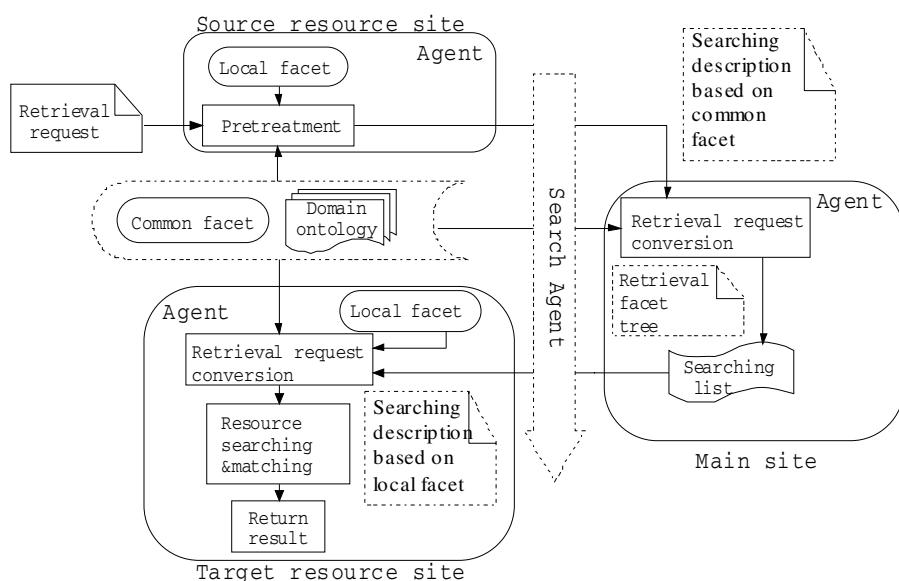 Source resource site
Agent
Local facet
Retrieval
request
Pretreatment
Searching
description
based on
common
facet
Common facet
Domain
ontology
Search Agent
Agent
Retrieval request
conversion
Retrieval
facet
tree
Searching
list
Main site
Agent
Local facet
Retrieval request
conversion
Resource
searching
&matching
Searching
description
based on
local facet
Return
result
Target resource site